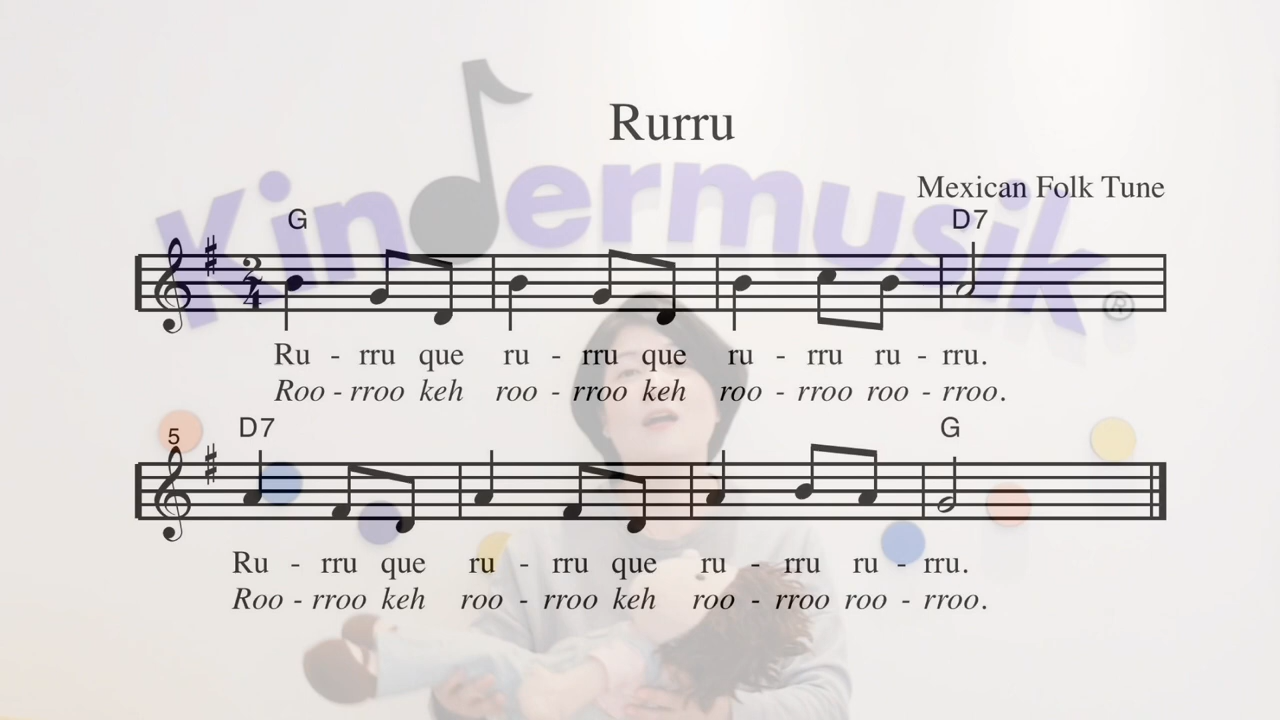 Rurru
Kindermusik®
Mexican Folk Tune
G D7
2
4
Ru - rru que ru - rru que ru - rru ru - rru.
Roo - rroo keh roo - rroo keh roo - rroo roo - rroo.
5 D7 G
Ru - rru que ru - rru que ru - rru ru - rru.
Roo - rroo keh roo - rroo keh roo - rroo roo - rroo.